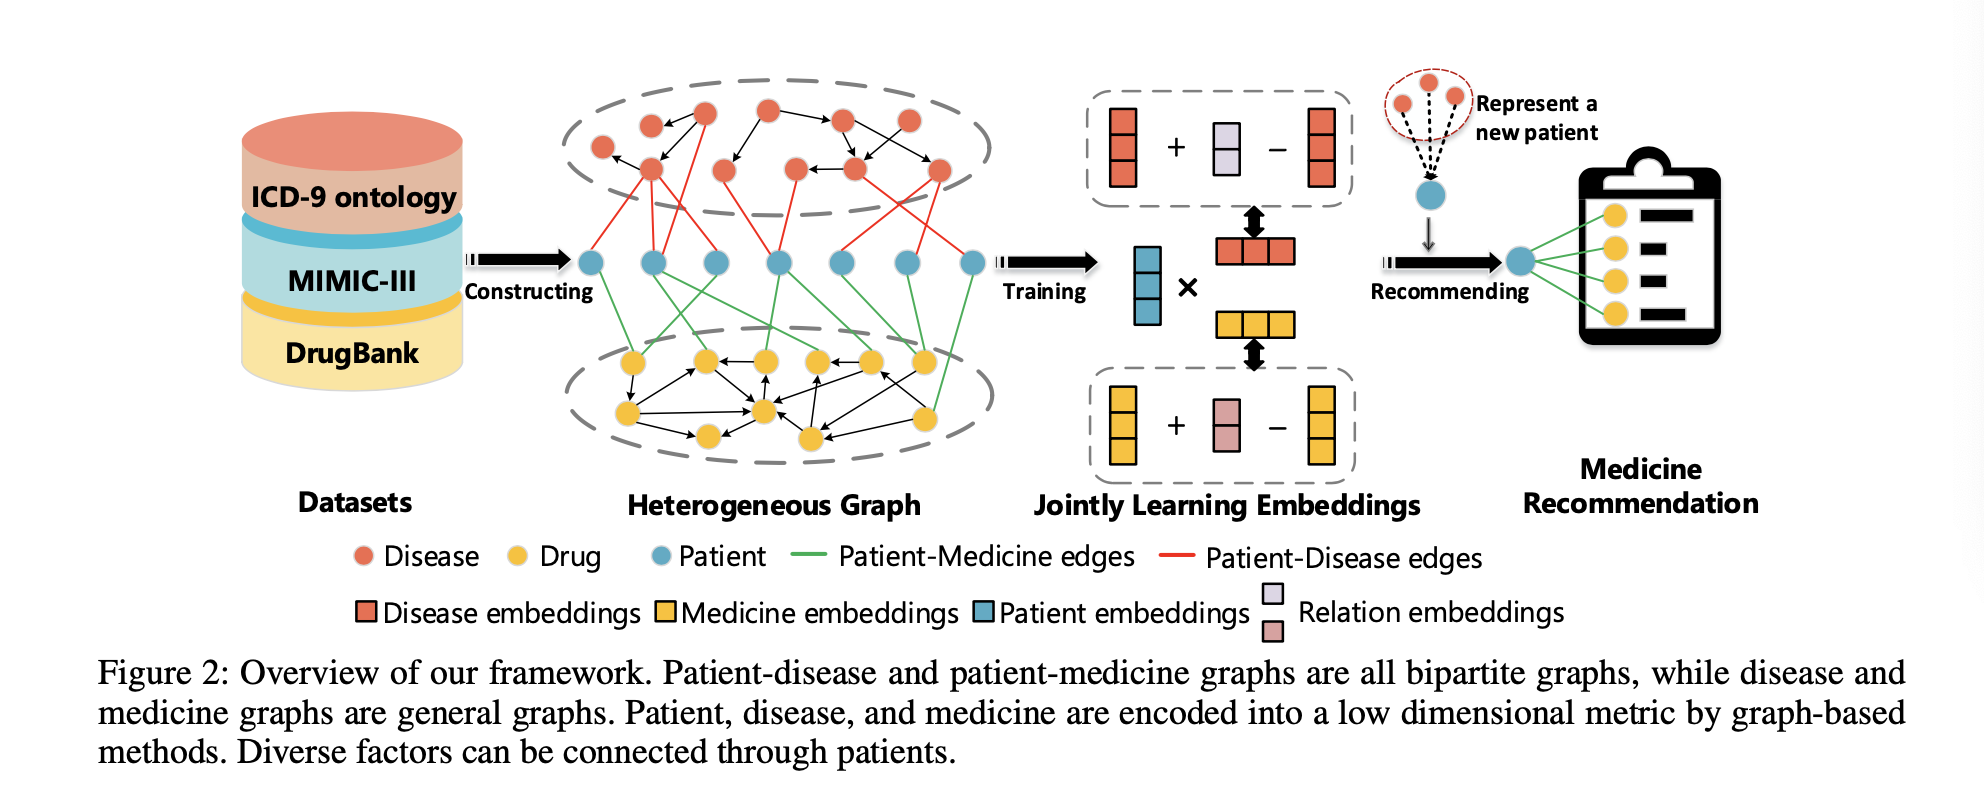 ICD-9 ontology
MIMIC-III
DrugBank
Constructing
Training
Represent a
new patient
Recommending
+ −
×
+ −
Datasets
Heterogeneous Graph
Jointly Learning Embeddings
Medicine
Recommendation
Disease Drug Patient Patient-Medicine edges Patient-Disease edges
Disease embeddings Medicine embeddings Patient embeddings Relation embeddings
Figure 2: Overview of our framework. Patient-disease and patient-medicine graphs are all bipartite graphs, while disease and
medicine graphs are general graphs. Patient, disease, and medicine are encoded into a low dimensional metric by graph-based
methods. Diverse factors can be connected through patients.